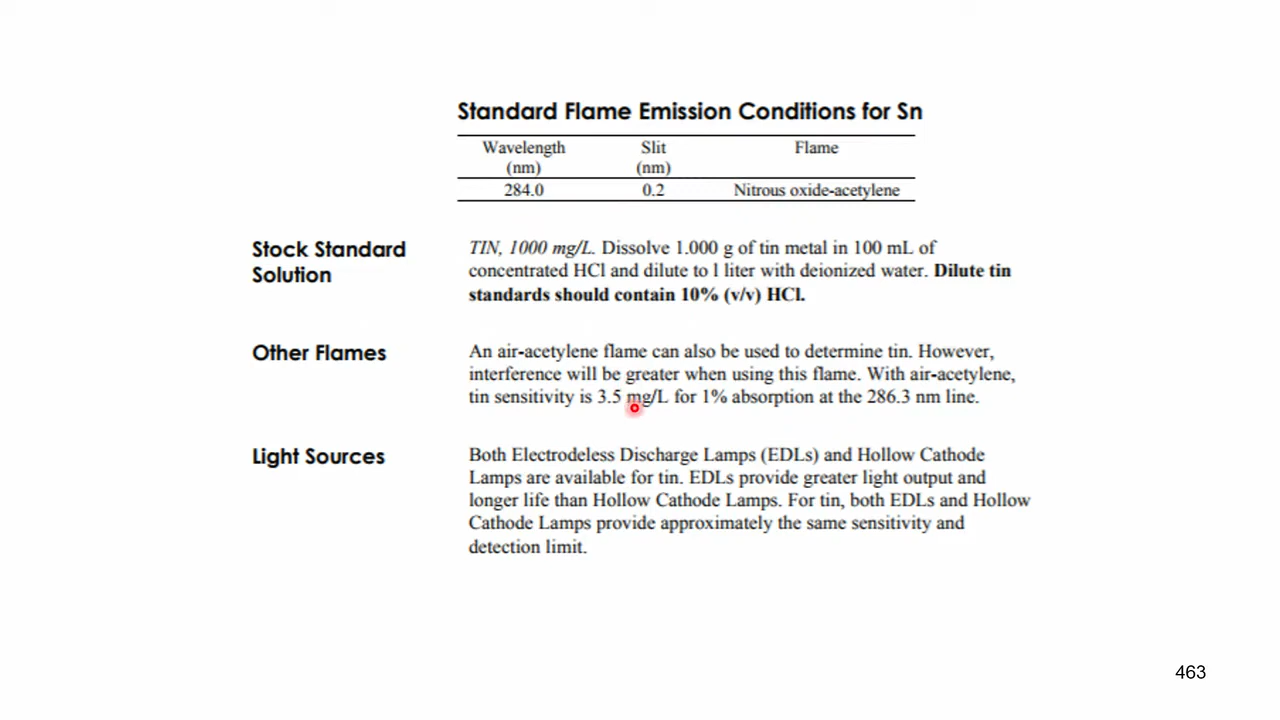 Standard Flame Emission Conditions for Sn
Wavelength Slit Flame
(nm) (nm)
284.0 0.2 Nitrous oxide-acetylene
Stock Standard
Solution
TIN, 1000 mg/L. Dissolve 1.000 g of tin metal in 100 mL of
concentrated HCl and dilute to l liter with deionized water. Dilute tin
standards should contain 10% (v/v) HCl.
Other Flames
An air-acetylene flame can also be used to determine tin. However,
interference will be greater when using this flame. With air-acetylene,
tin sensitivity is 3.5 mg/L for 1% absorption at the 286.3 nm line.
Light Sources
Both Electrodeless Discharge Lamps (EDLs) and Hollow Cathode
Lamps are available for tin. EDLs provide greater light output and
longer life than Hollow Cathode Lamps. For tin, both EDLs and Hollow
Cathode Lamps provide approximately the same sensitivity and
detection limit.
463